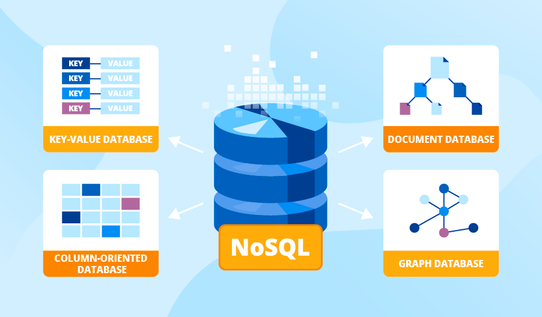 KEY VALUE
KEY VALUE
KEY VALUE
KEY VALUE
KEY-VALUE DATABASE
DOCUMENT DATABASE
NoSQL
COLUMN-ORIENTED
DATABASE
GRAPH DATABASE